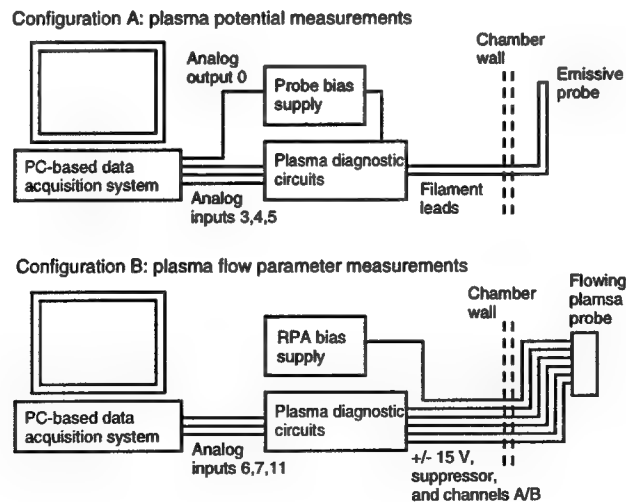 Configuration A: plasma potential measurements
Analog
output 0
Probe bias
supply
Chamber
wall
Emissive
probe
PC-based data
acquisition system
Plasma diagnostic
circuits
Analog
inputs 3,4,5
Filament
leads
Configuration B: plasma flow parameter measurements
Chamber
wall
Flowing
plamsa
probe
RPA bias
supply
PC-based data
acquisition system
Plasma diagnostic
circuits
Analog
inputs 6,7,11
+/- 15 V,
suppressor,
and channels A/B